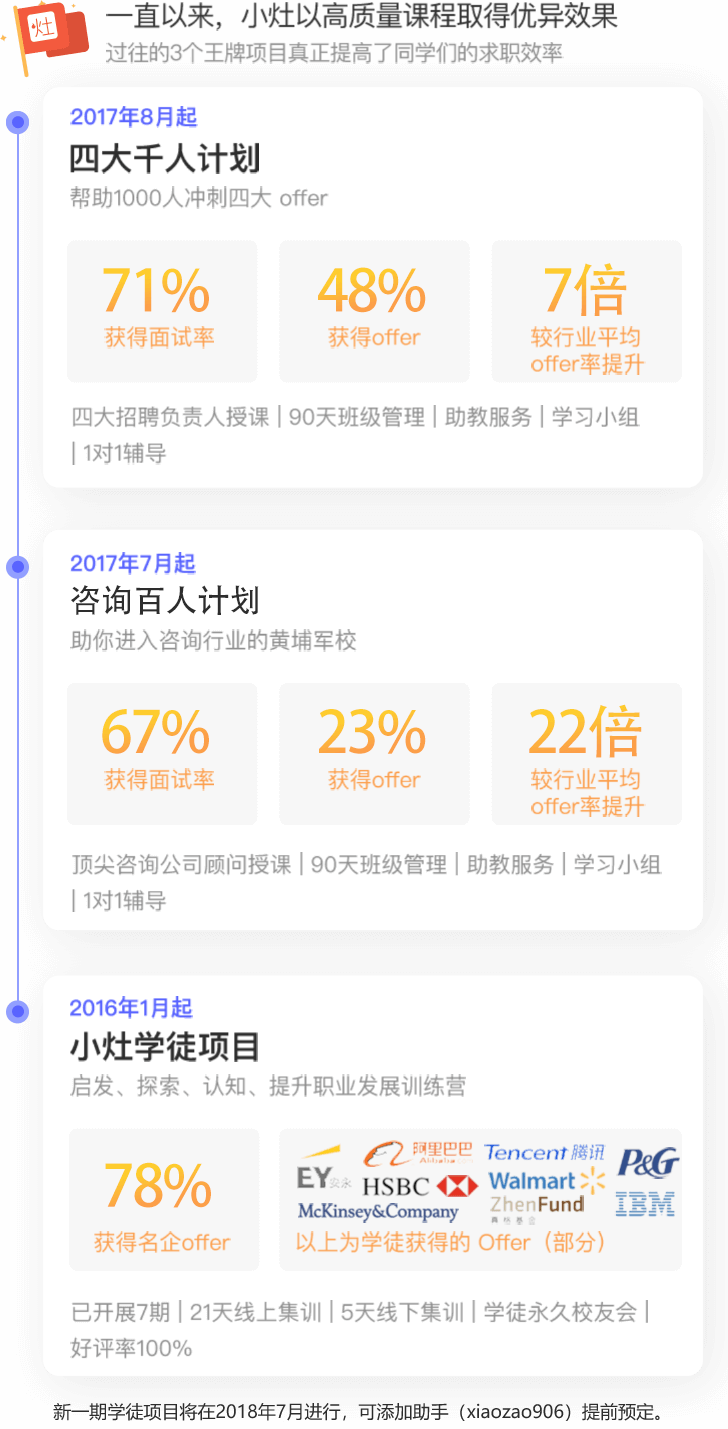 灶
一直以来，小灶以高质量课程取得优异效果
过往的3个王牌项目真正提高了同学们的求职效率
2017年8月起
四大千人计划
帮助1000人冲刺四大 offer
71%
获得面试率
48%
获得offer
7倍
较行业平均
offer率提升
四大招聘负责人授课 | 90天班级管理 | 助教服务 | 学习小组
| 1对1辅导
2017年7月起
咨询百人计划
助你进入咨询行业的黄埔军校
67%
获得面试率
23%
获得offer
22倍
较行业平均
offer率提升
顶尖咨询公司顾问授课 | 90天班级管理 | 助教服务 | 学习小组
| 1对1辅导
2016年1月起
小灶学徒项目
启发、探索、认知、提升职业发展训练营
78%
获得名企offer
EY安永
阿里巴巴
Alibaba.com
Tencent 腾讯
P&G
HSBC
Walmart
McKinsey&Company
ZhenFund
真格基金
IBM
以上为学徒获得的 Offer（部分）
已开展7期 | 21天线上集训 | 5天线下集训 | 学徒永久校友会 |
好评率100%
新一期学徒项目将在2018年7月进行，可添加助手（xiaozao906）提前预定。